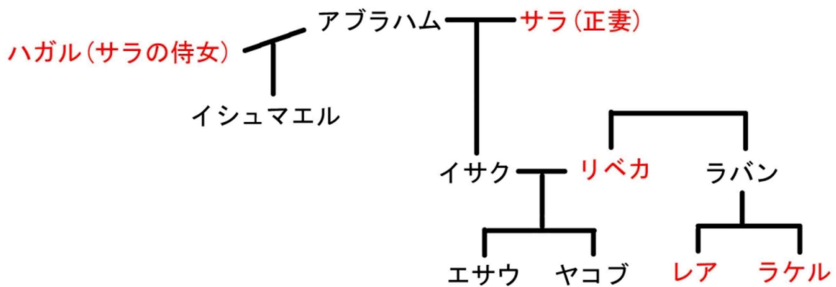 アブラハム サラ(正妻)
ハガル(サラの侍女)
イシュマエル
イサク リベカ ラバン
エサウ ヤコブ レア ラケル